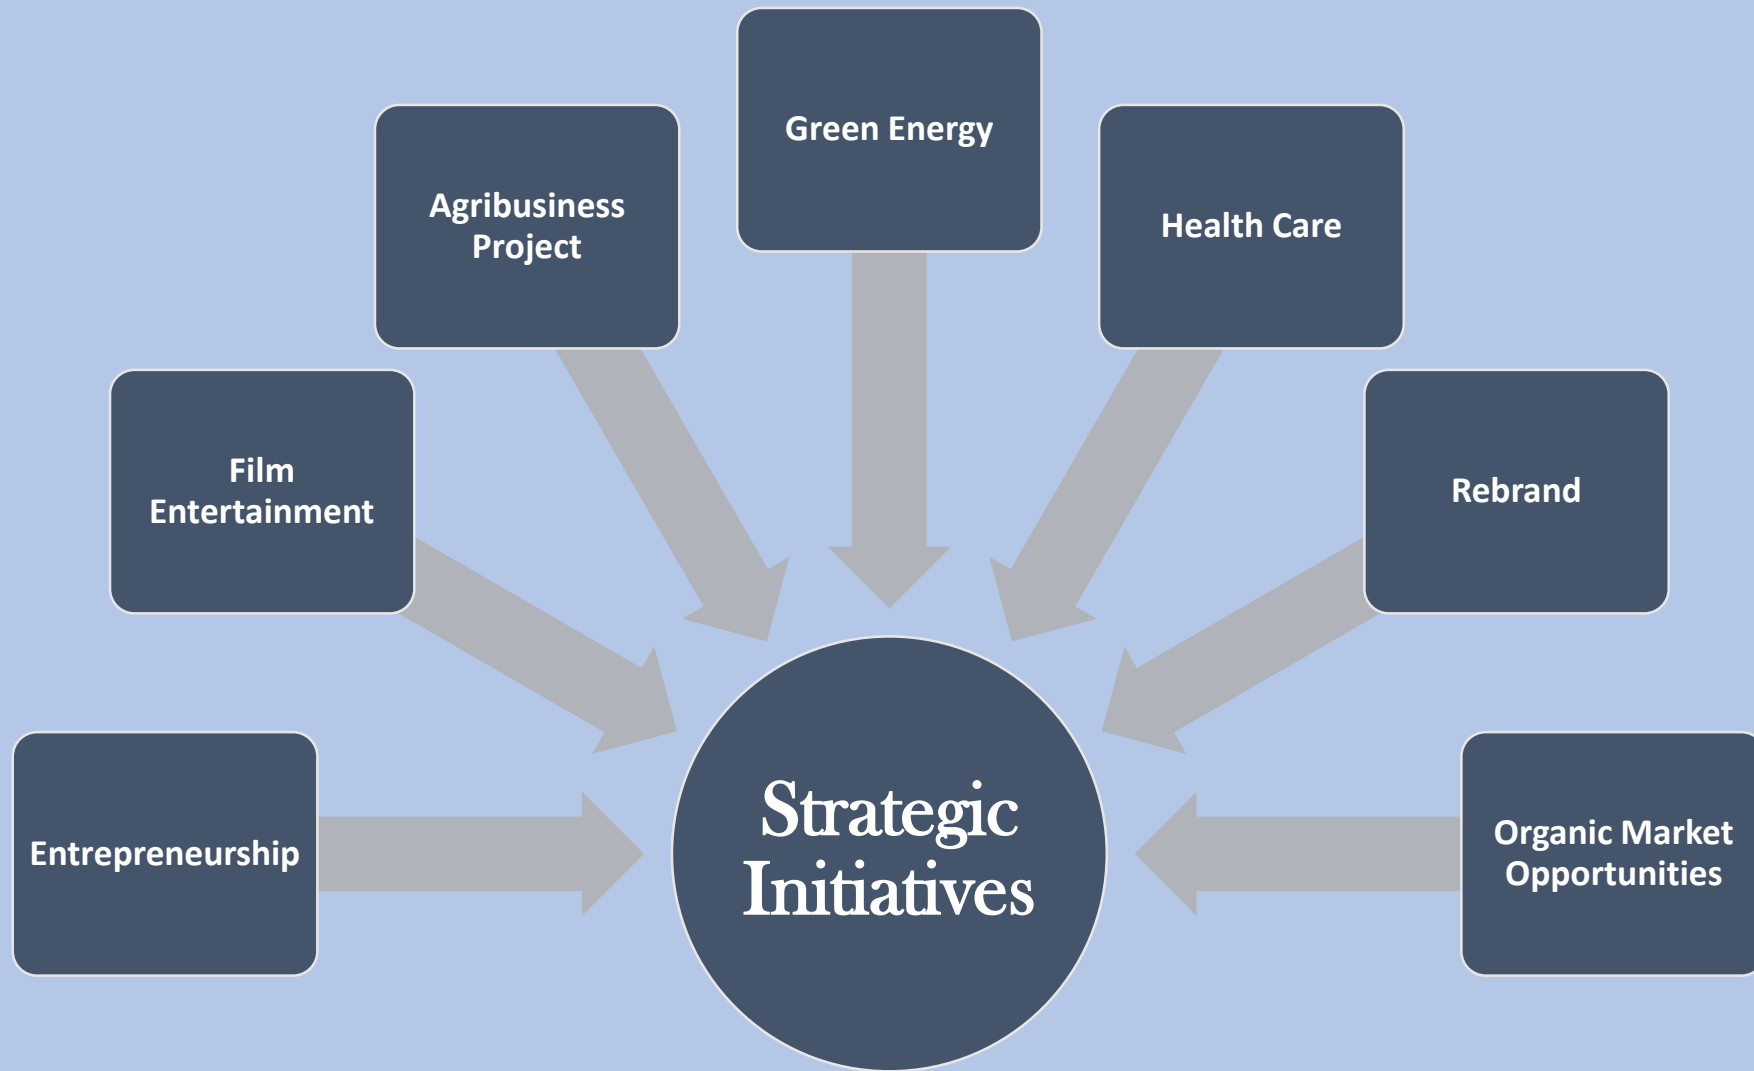 Green Energy
Agribusiness
Project
Health Care
Film
Entertainment
Rebrand
Entrepreneurship
Strategic
Initiatives
Organic Market
Opportunities